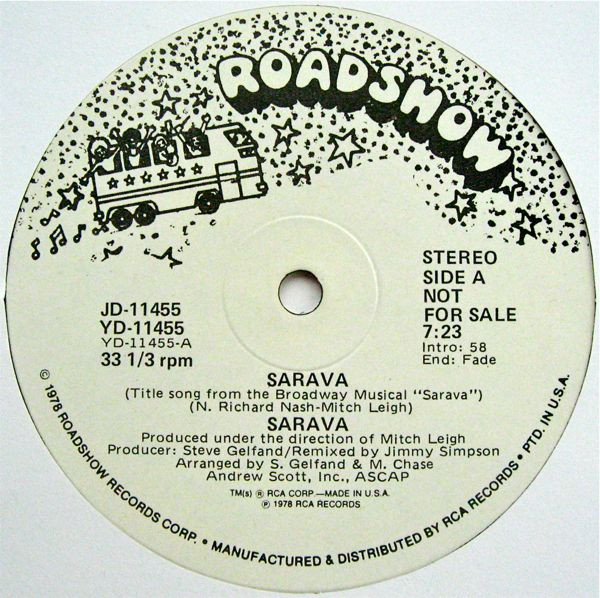 ROADSHOW
JD-11455
YD-11455
YD-11455-A
33 1/3 rpm
STEREO
SIDE A
NOT
FOR SALE
7:23
Intro: 58
End: Fade
SARAVA
(Title song from the Broadway Musical "Sarava")
(N. Richard Nash-Mitch Leigh)
SARAVA
Produced under the direction of Mitch Leigh
Producer: Steve Gelfand/Remixed by Jimmy Simpson
Arranged by S. Gelfand & M. Chase
Andrew Scott, Inc., ASCAP
TM(s) ® RCA CORP.—MADE IN U.S.A.
℗ 1978 RCA RECORDS
© 1978 ROADSHOW RECORDS CORP. • MANUFACTURED & DISTRIBUTED BY RCA RECORDS • PTD. IN U.S.A.